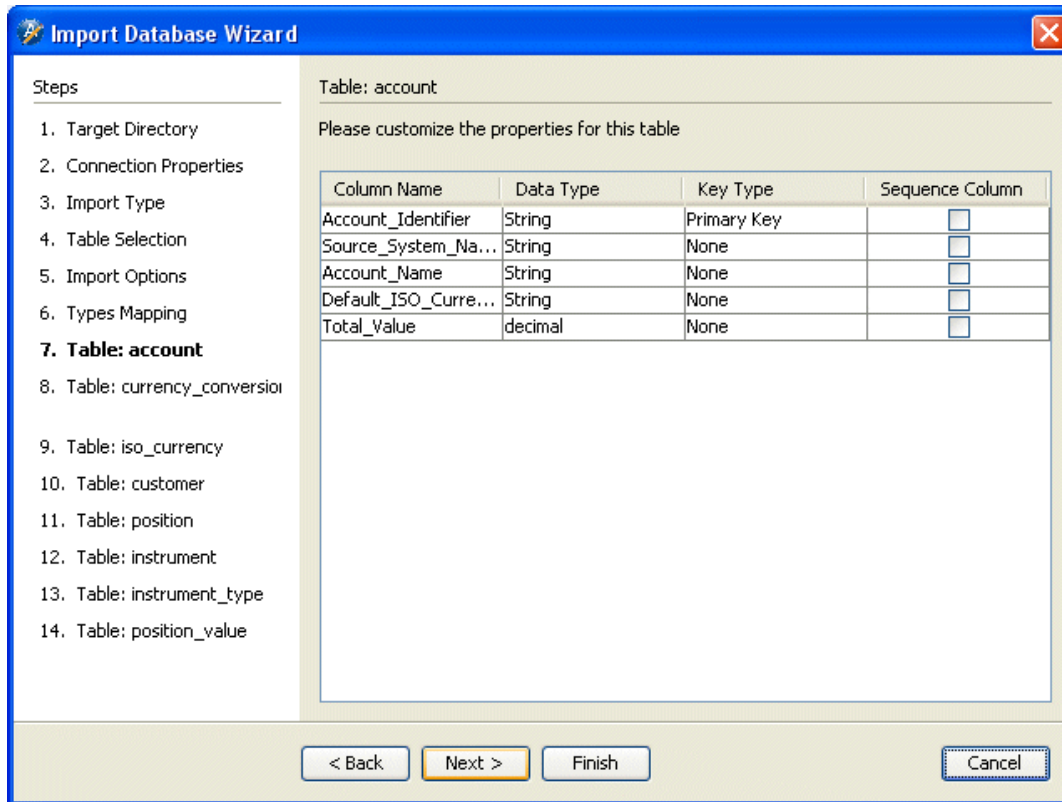 Import Database Wizard
Steps
1. Target Directory
2. Connection Properties
3. Import Type
4. Table Selection
5. Import Options
6. Types Mapping
7. Table: account
8. Table: currency_conversion
9. Table: iso_currency
10. Table: customer
11. Table: position
12. Table: instrument
13. Table: instrument_type
14. Table: position_value
Table: account
Please customize the properties for this table
Column Name Data Type Key Type Sequence Column
Account_Identifier String Primary Key
Source_System_Na... String None
Account_Name String None
Default_ISO_Curre... String None
Total_Value decimal None
< Back Next > Finish Cancel